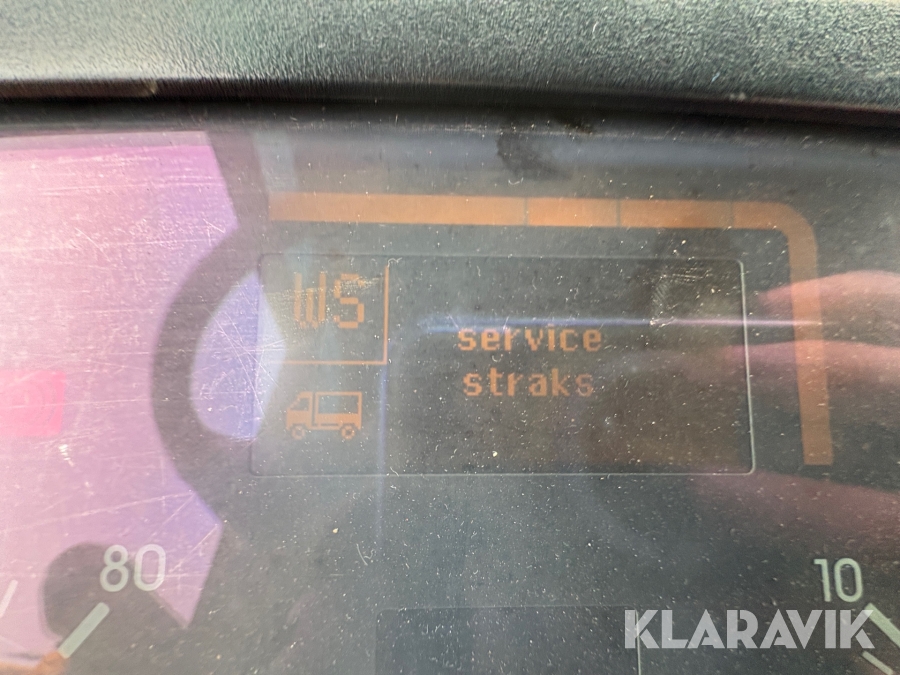 WS
service
straks
80
10
KLARAVIK